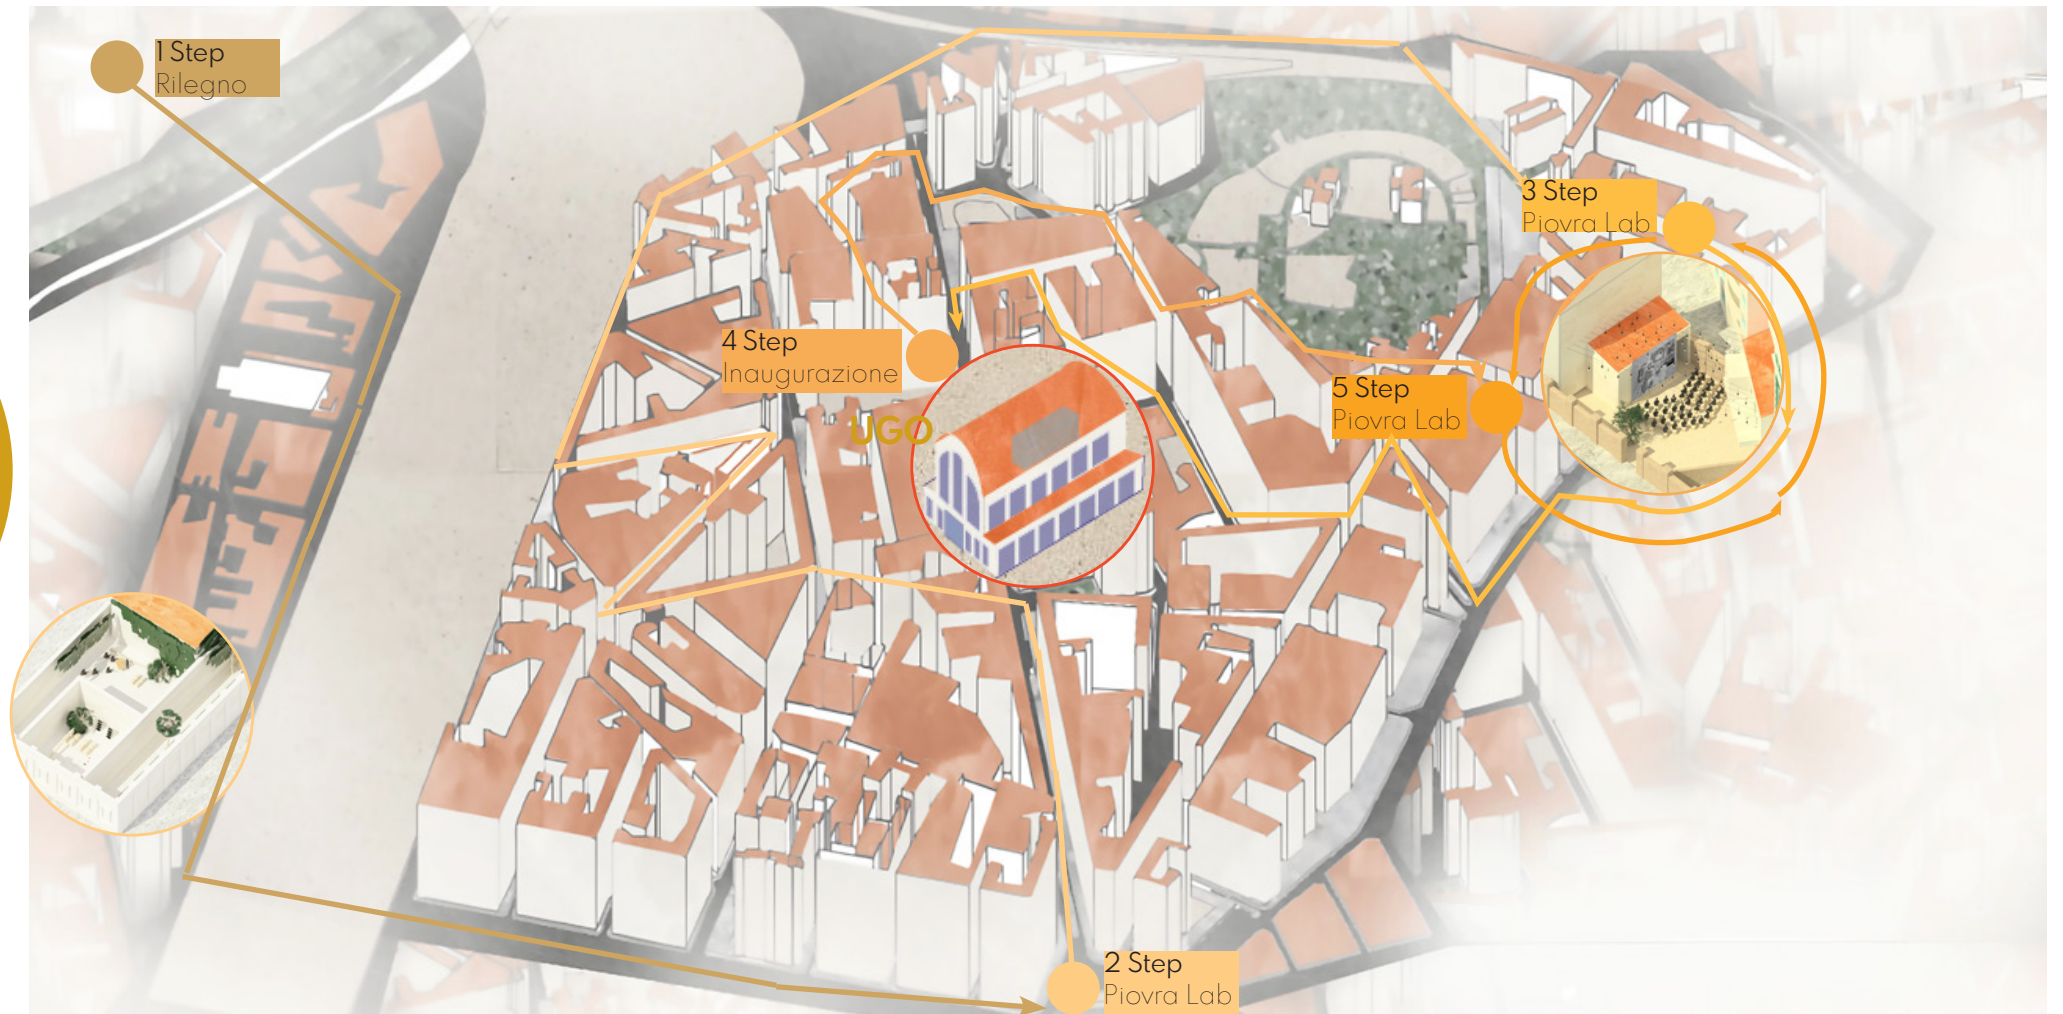 1 Step
Rilegno
3 Step
Piovra Lab
4 Step
Inaugurazione
5 Step
Piovra Lab
UGO
2 Step
Piovra Lab